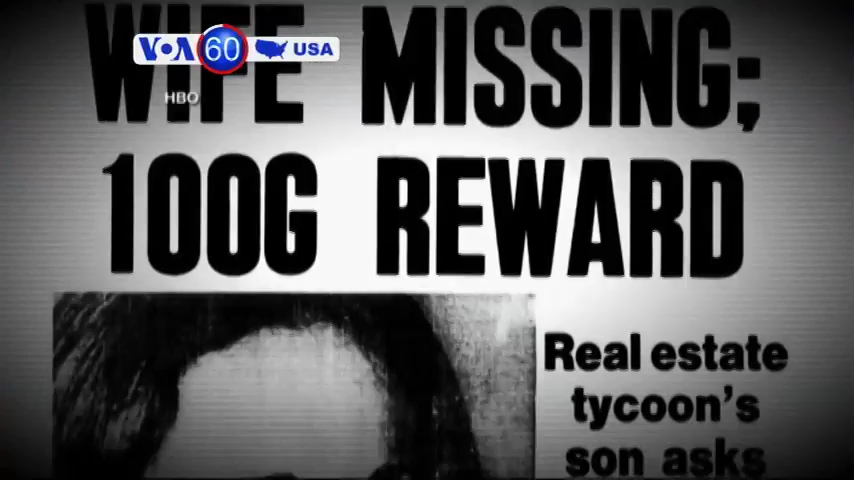 VOA 60 USA
HBO
WIFE MISSING;
100G REWARD
Real estate
tycoon's
son asks